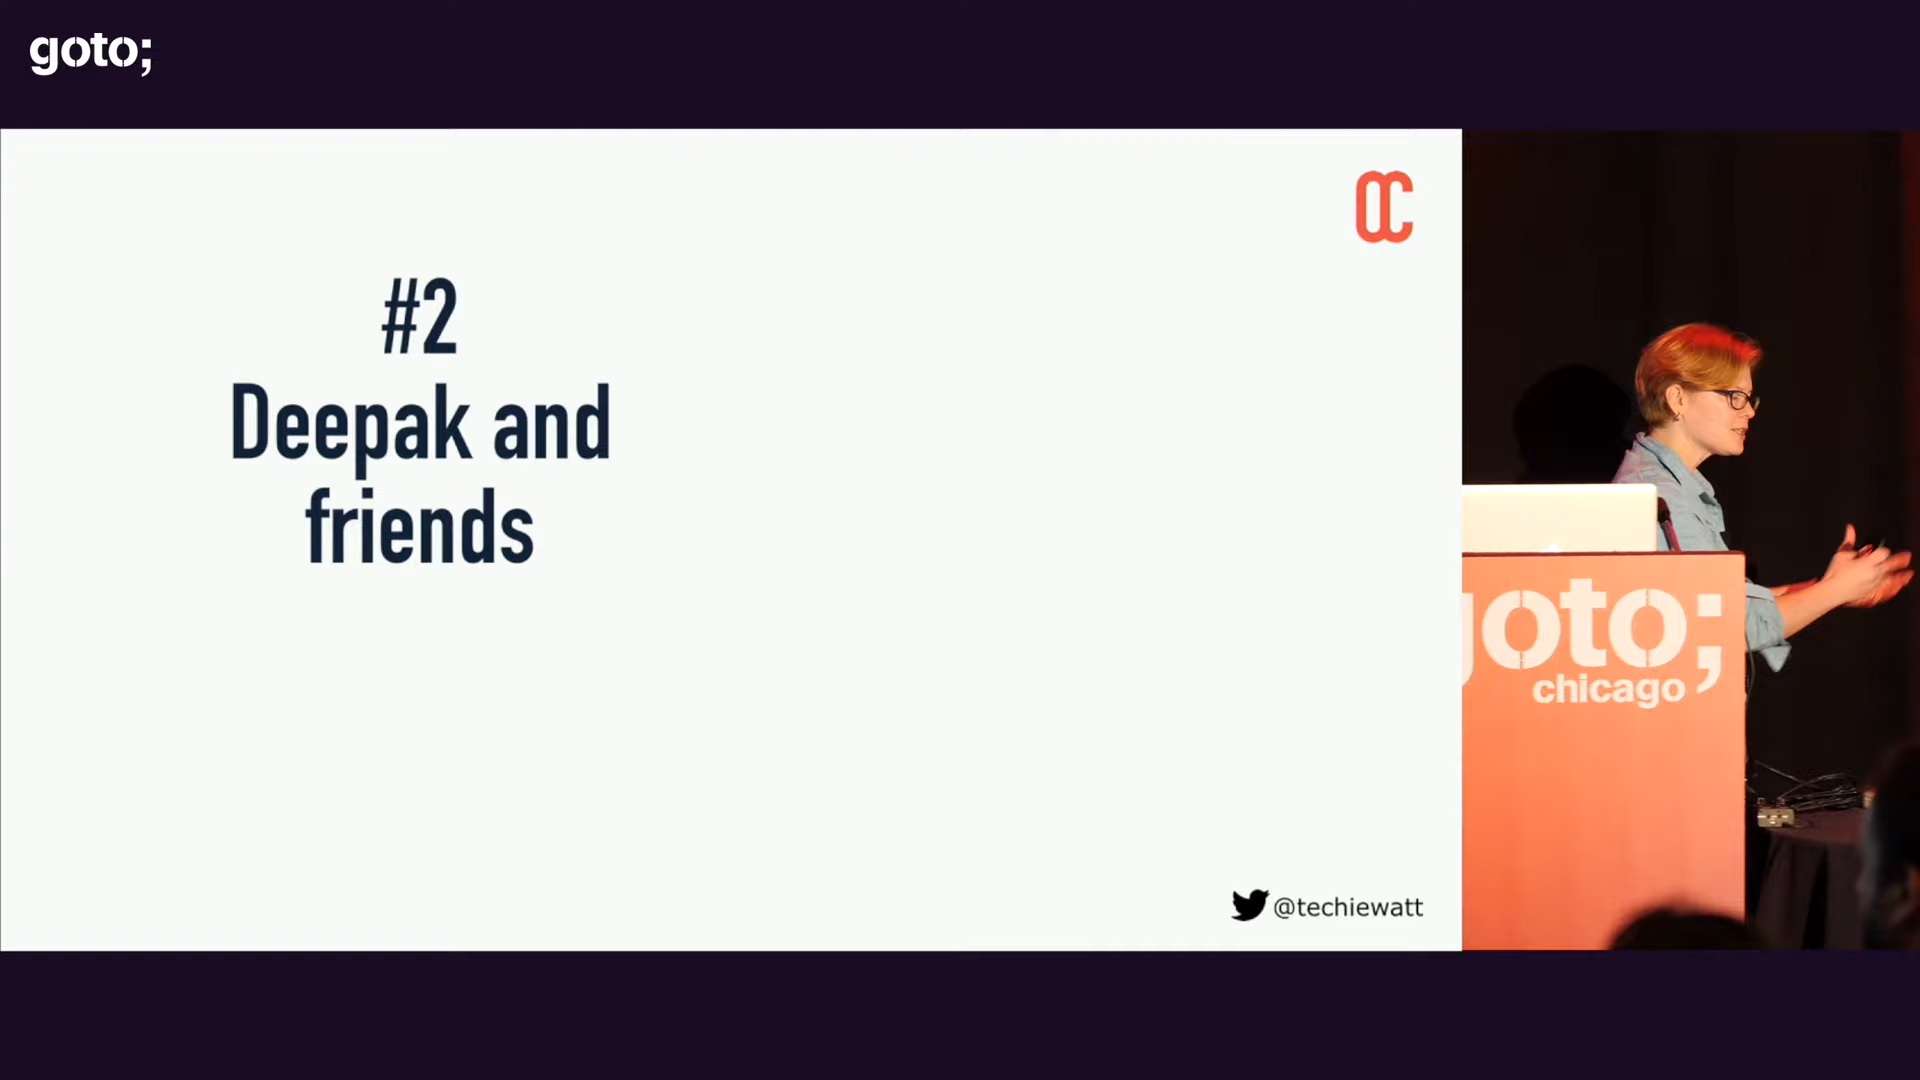 goto;
#2
Deepak and
friends
@techiewatt
goto;
chicago